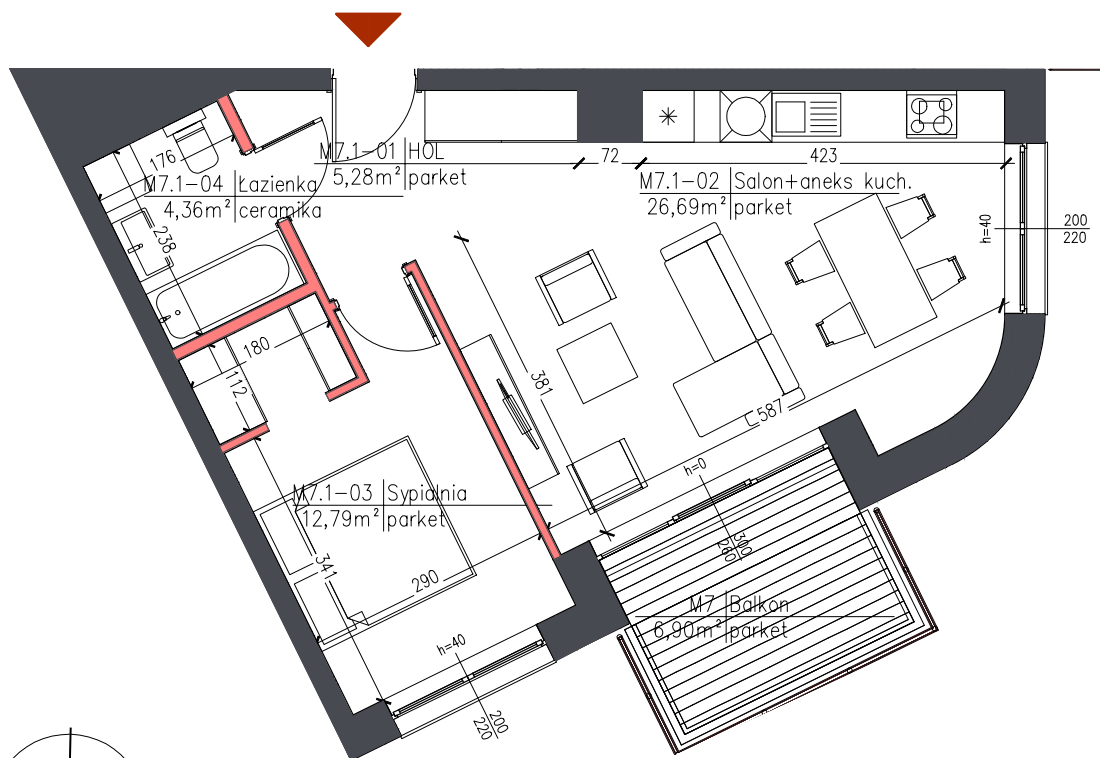 M7.1-01 HOL
5,28m² parket
72
423
M7.1-02 Salon+aneks kuch.
26,69m² parket
176
M7.1-04 Łazienka
4,36m² ceramika
238
h=40
200
220
180
112
381
587
h=0
300
260
M7.1-03 Sypialnia
12,79m² parket
341
290
M7 Balkon
6,90m² parket
h=40
200
220